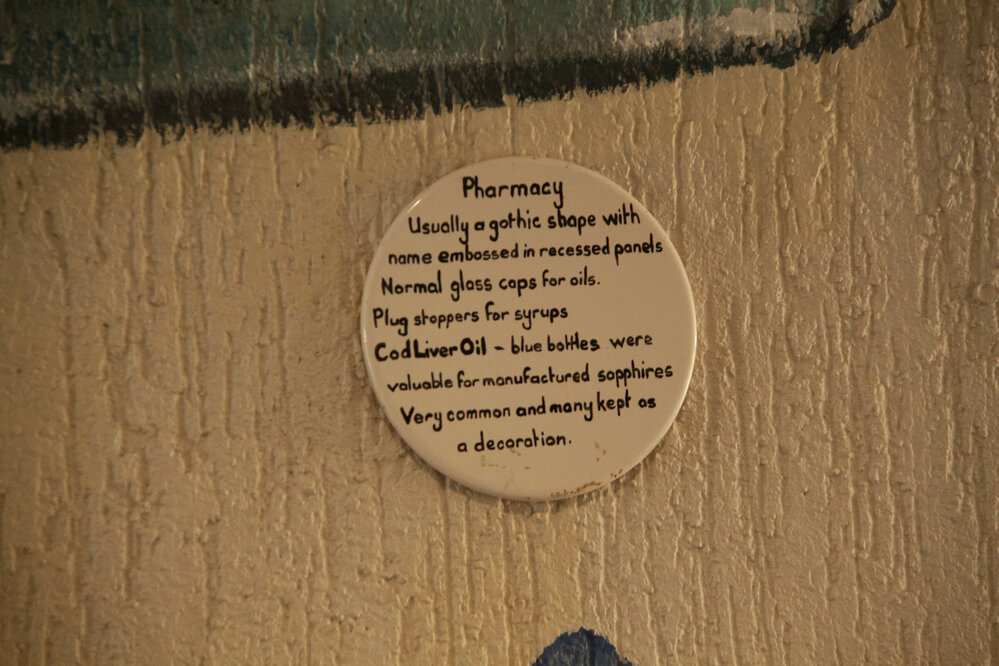 Pharmacy
Usually a gothic shape with
name embossed in recessed panels
Normal glass caps for oils.
Plug stoppers for syrups
Cod Liver Oil - blue bottles were
valuable for manufactured sapphires
Very common and many kept as
a decoration.